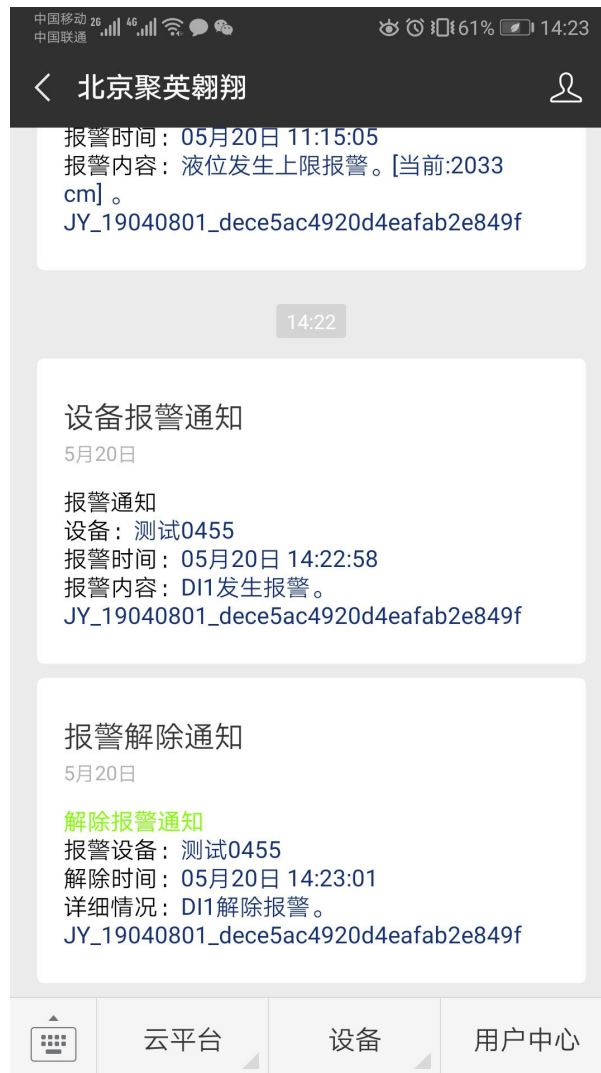 中国移动 2G 4G 61% 14:23
中国联通
北京聚英翱翔
报警时间：05月20日 11:15:05
报警内容：液位发生上限报警。[当前:2033
cm] 。
JY_19040801_dece5ac4920d4eafab2e849f
14:22
设备报警通知
5月20日
报警通知
设备：测试0455
报警时间：05月20日 14:22:58
报警内容：DI1发生报警。
JY_19040801_dece5ac4920d4eafab2e849f
报警解除通知
5月20日
解除报警通知
报警设备：测试0455
解除时间：05月20日 14:23:01
详细情况：DI1解除报警。
JY_19040801_dece5ac4920d4eafab2e849f
云平台 设备 用户中心